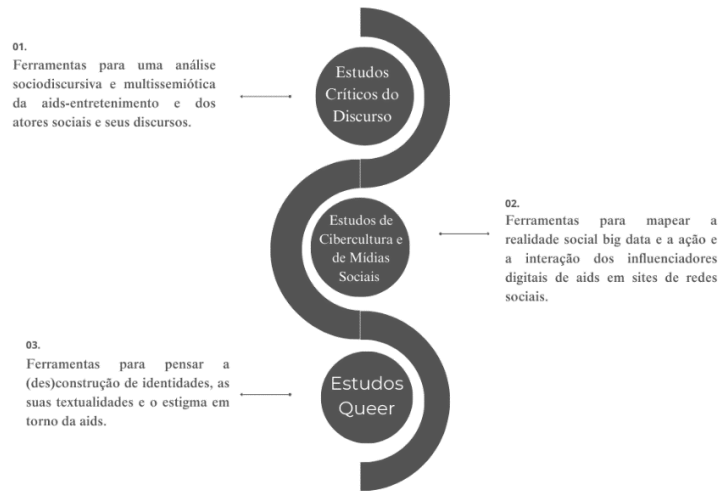 01.
Ferramentas para uma análise
sociodiscursiva e multissemiótica
da aids-entretenimento e dos
atores sociais e seus discursos.
Estudos
Críticos do
Discurso
Estudos de
Cibercultura e
de Mídias
Sociais
02.
Ferramentas para mapear a
realidade social big data e a ação e
a interação dos influenciadores
digitais de aids em sites de redes
sociais.
03.
Ferramentas para pensar a
(des)construção de identidades, as
suas textualidades e o estigma em
torno da aids.
Estudos
Queer